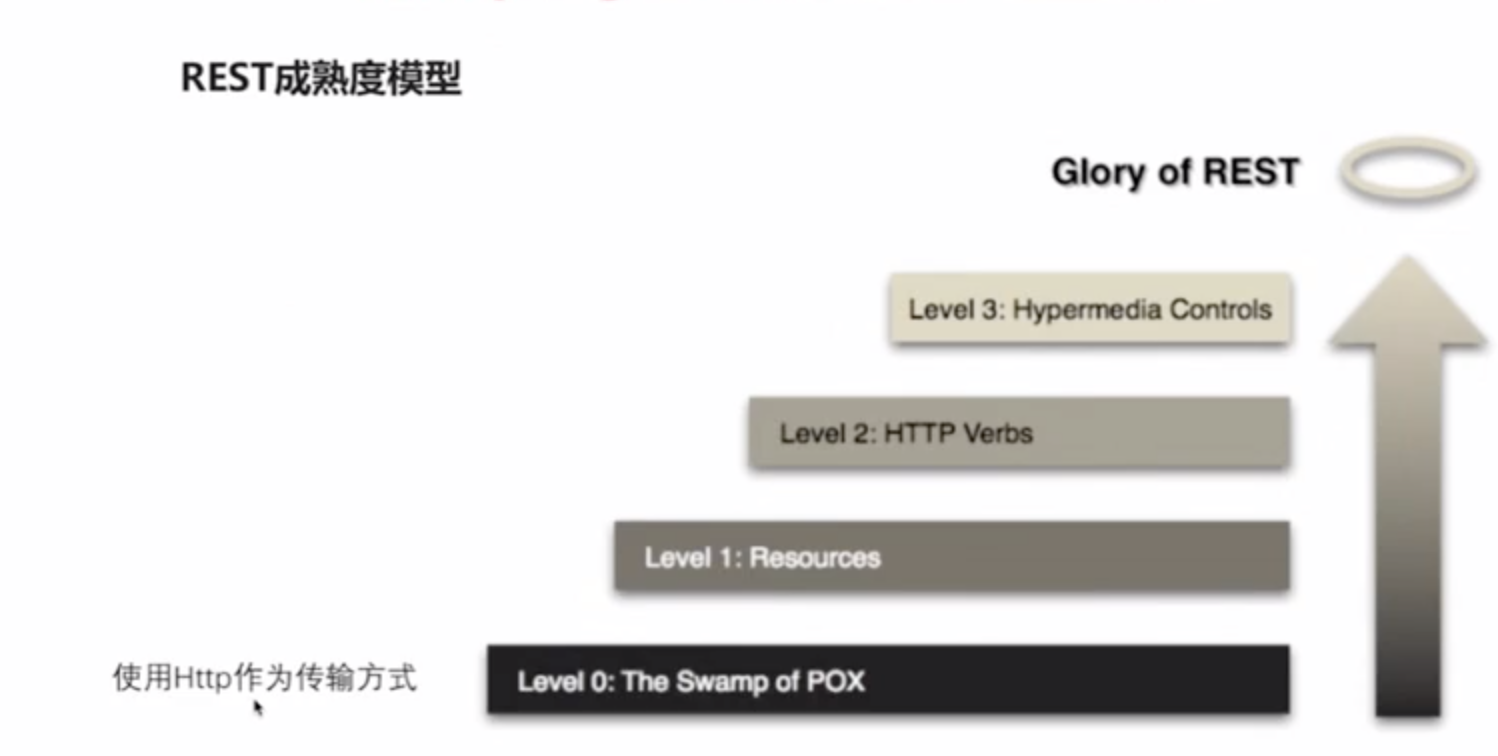 REST成熟度模型
Glory of REST
Level 3: Hypermedia Controls
Level 2: HTTP Verbs
Level 1: Resources
使用Http作为传输方式
Level 0: The Swamp of POX